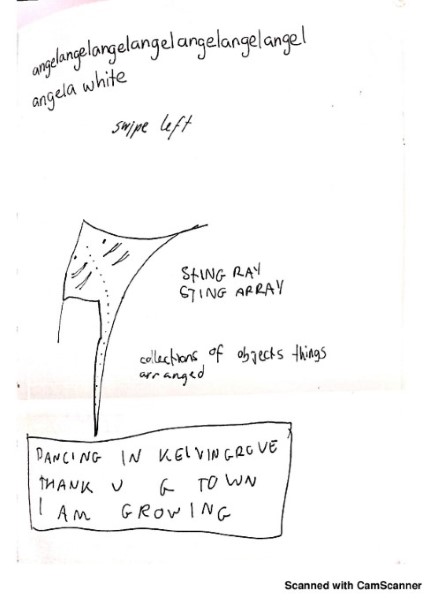 angelangelangelangelangelangelangel
angela white
swipe left
STING RAY
STING ARRAY
collections of objects things
arranged
DANCING IN KELVINGROVE
THANK U G TOWN
I AM GROWING
Scanned with CamScanner